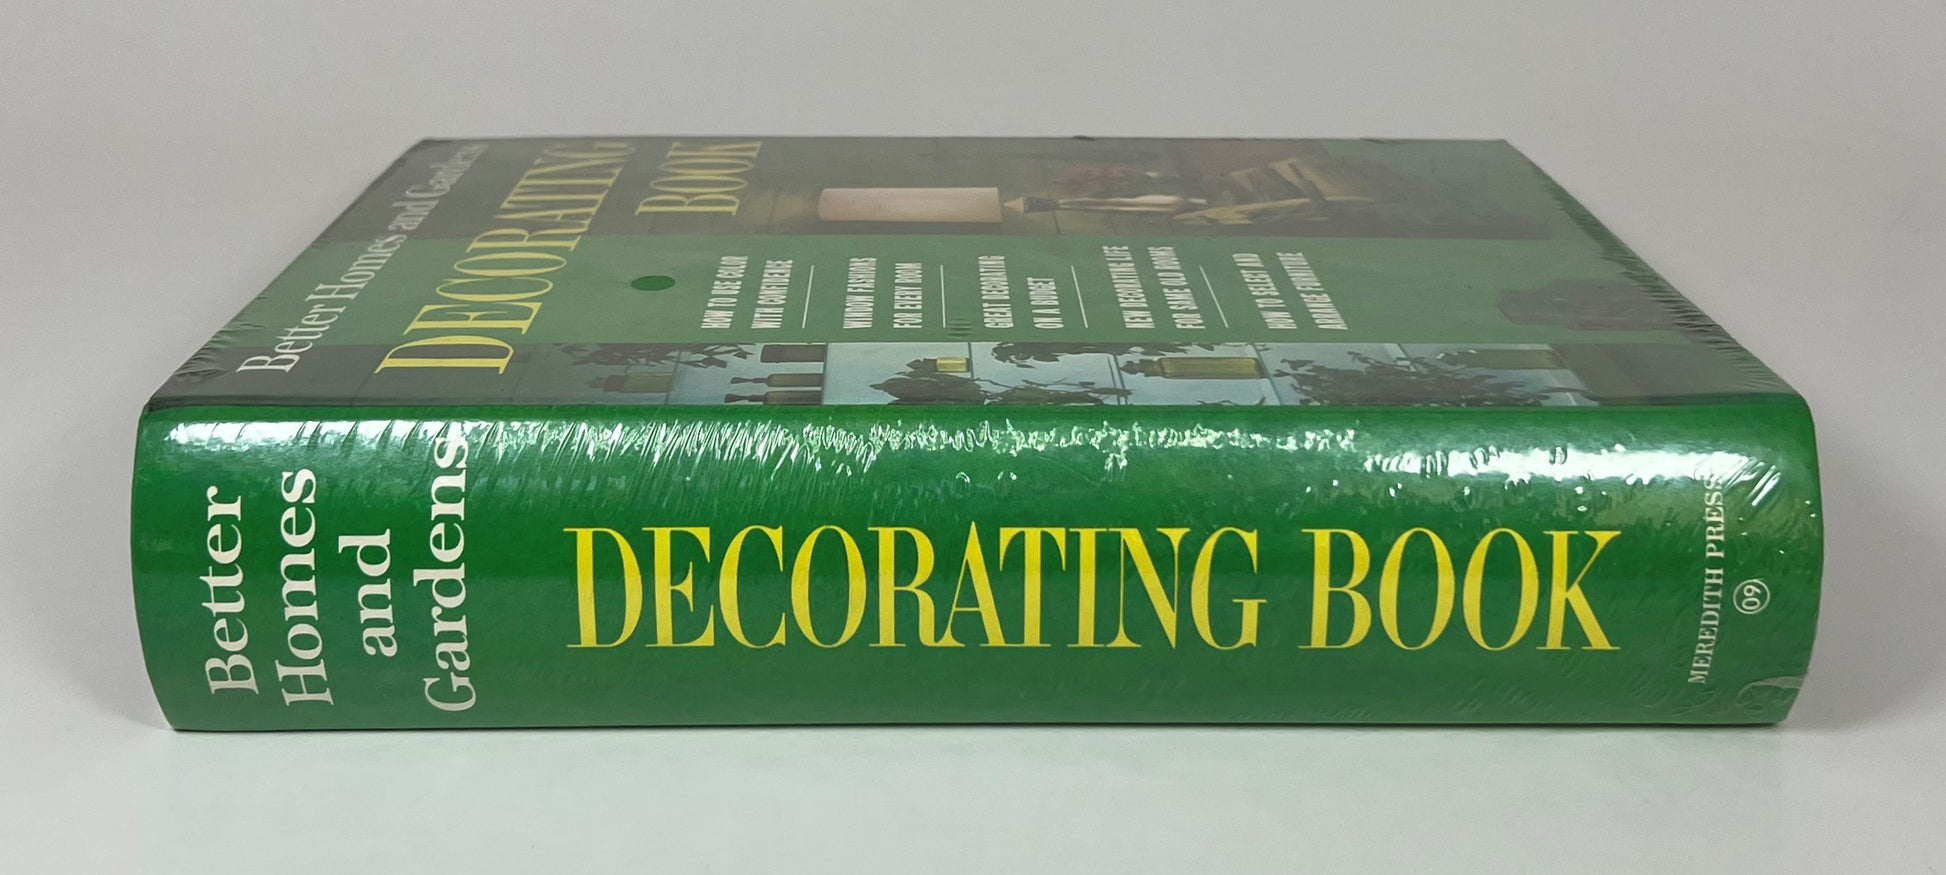 Better Homes and Gardens
DECORATING
BOOK
HOW TO USE COLOR
WITH CONFIDENCE
WINDOW FASHIONS
FOR EVERY ROOM
GREAT DECORATING
ON A BUDGET
NEW DECORATING LIFE
FOR SAME OLD ROOMS
HOW TO SELECT AND
ARRANGE FURNITURE
Better
Homes
and
Gardens
DECORATING BOOK
MEREDITH PRESS
09